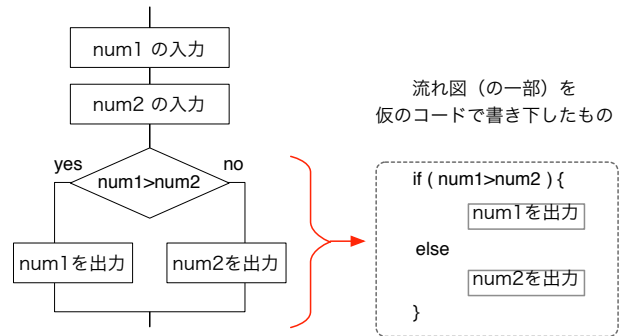 num1 の入力
num2 の入力
yes
no
num1>num2
num1を出力
num2を出力
流れ図（の一部）を
仮のコードで書き下したもの
if ( num1>num2 ) {
num1を出力
else
num2を出力
}